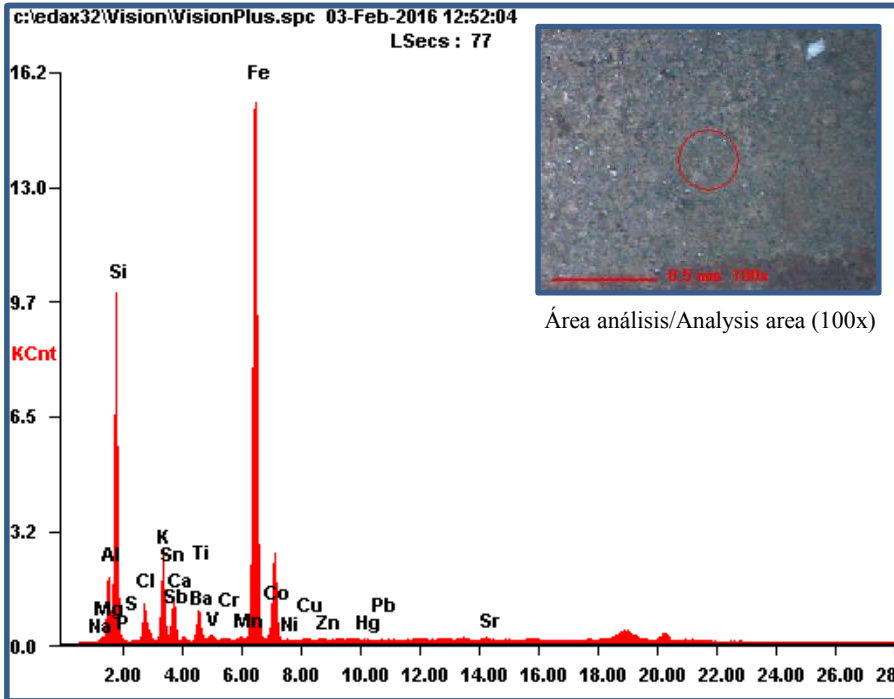 c:\edax32\Vision\VisionPlus.spc 03-Feb-2016 12:52:04
LSecs : 77
16.2
13.0
9.7
KCnt
6.5
3.2
0.0
Fe
Si
Al
Mg
Na
P
S
Cl
K
Sn
Ca
Sb
Ti
Ba
V
Cr
Mn
Co
Ni
Cu
Zn
Hg
Pb
Sr
2.00 4.00 6.00 8.00 10.00 12.00 14.00 16.00 18.00 20.00 22.00 24.00 26.00 28
0.5 mm 100x
Área análisis/Analysis area (100x)